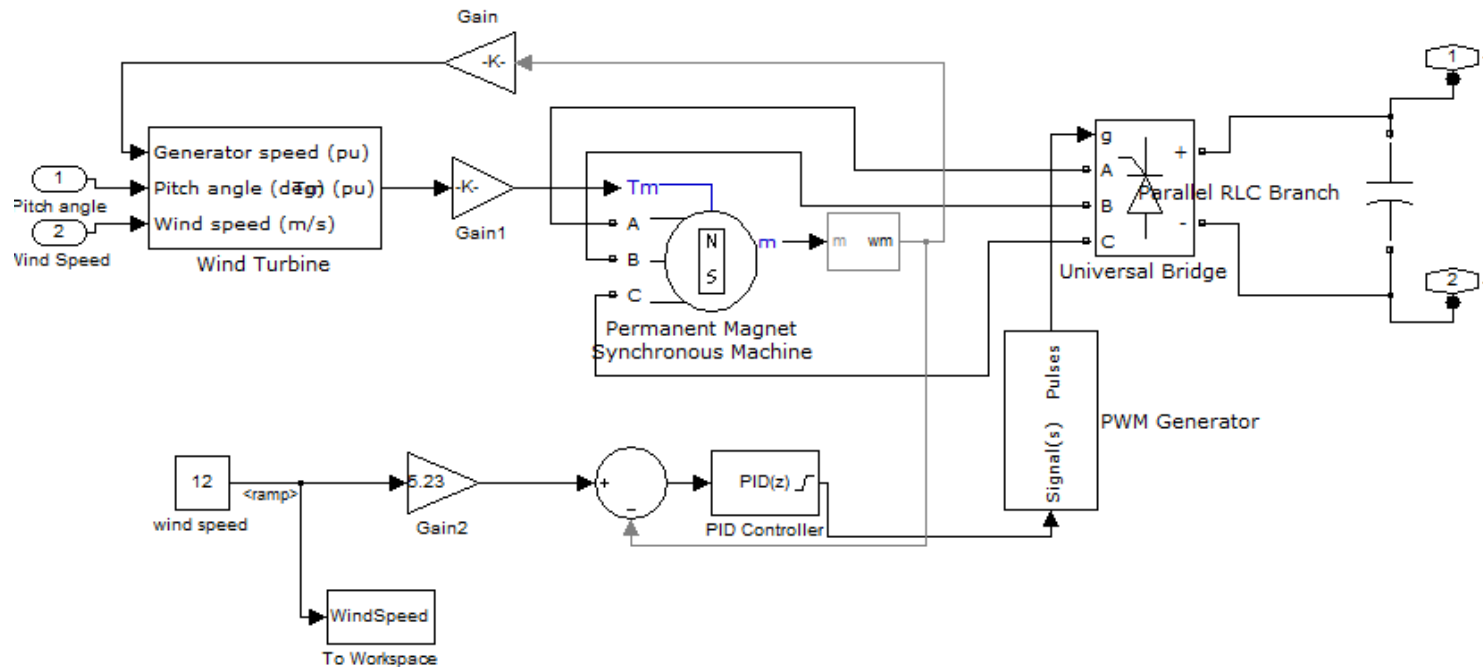 Gain
-K-
1
Generator speed (pu)
Pitch angle (deg)
Tm (pu)
Wind speed (m/s)
Wind Turbine
1
Pitch angle
2
Wind Speed
-K-
Gain1
Tm
A
B
C
N
S
m
Permanent Magnet
Synchronous Machine
m
wm
g
A
B
C
+
-
Universal Bridge
Parallel RLC Branch
2
Signal(s) Pulses
PWM Generator
12
<ramp>
wind speed
5.23
Gain2
+
−
PID(z)
PID Controller
WindSpeed
To Workspace